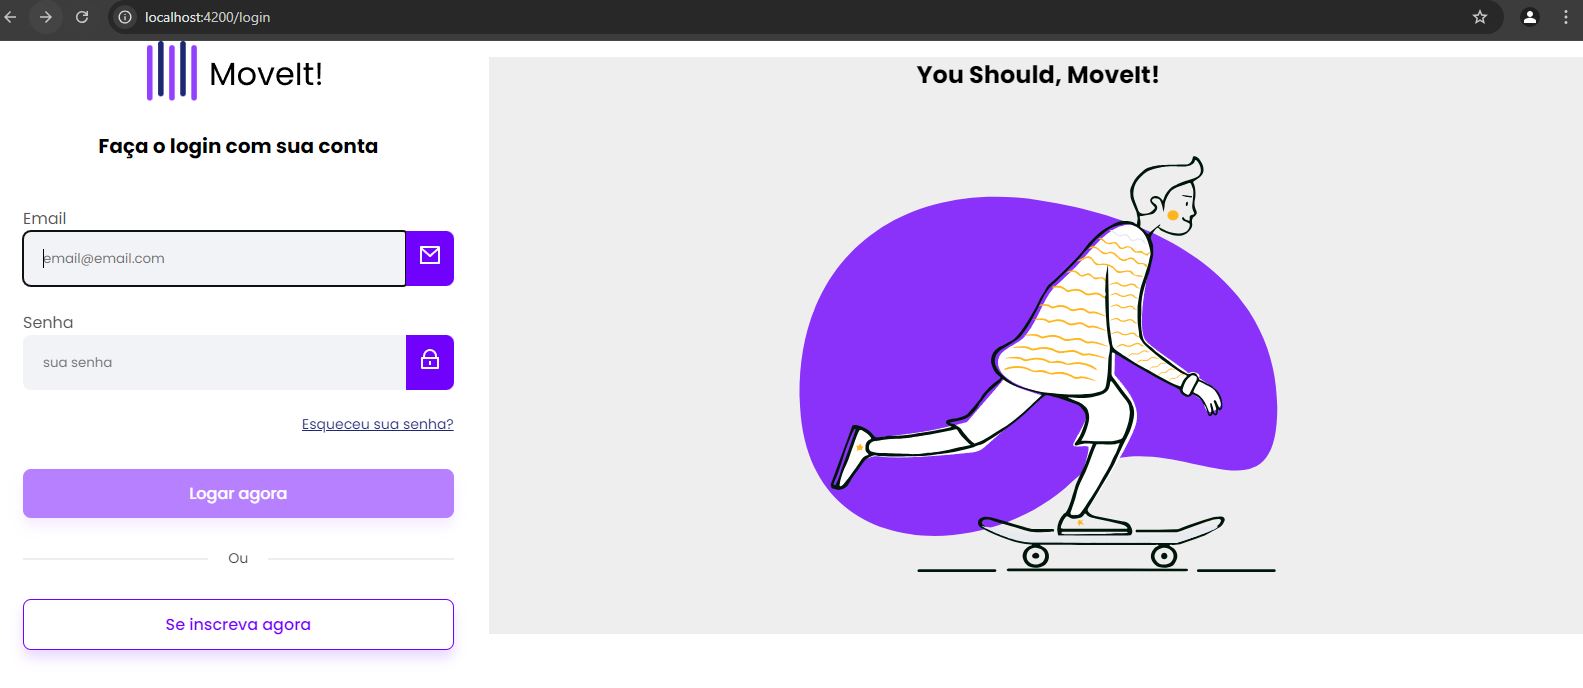 localhost:4200/login
MoveIt!
Faça o login com sua conta
Email
email@email.com
Senha
sua senha
Esqueceu sua senha?
Logar agora
Ou
Se inscreva agora
You Should, MoveIt!